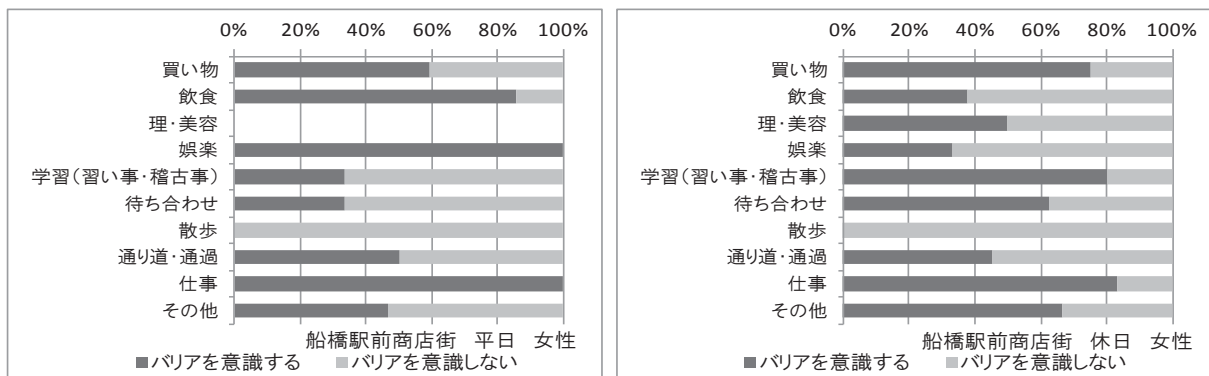 0% 20% 40% 60% 80% 100%
買い物
飲食
理・美容
娯楽
学習(習い事・稽古事)
待ち合わせ
散歩
通り道・通過
仕事
その他
船橋駅前商店街 平日 女性
■バリアを意識する ■バリアを意識しない
0% 20% 40% 60% 80% 100%
買い物
飲食
理・美容
娯楽
学習(習い事・稽古事)
待ち合わせ
散歩
通り道・通過
仕事
その他
船橋駅前商店街 休日 女性
■バリアを意識する ■バリアを意識しない